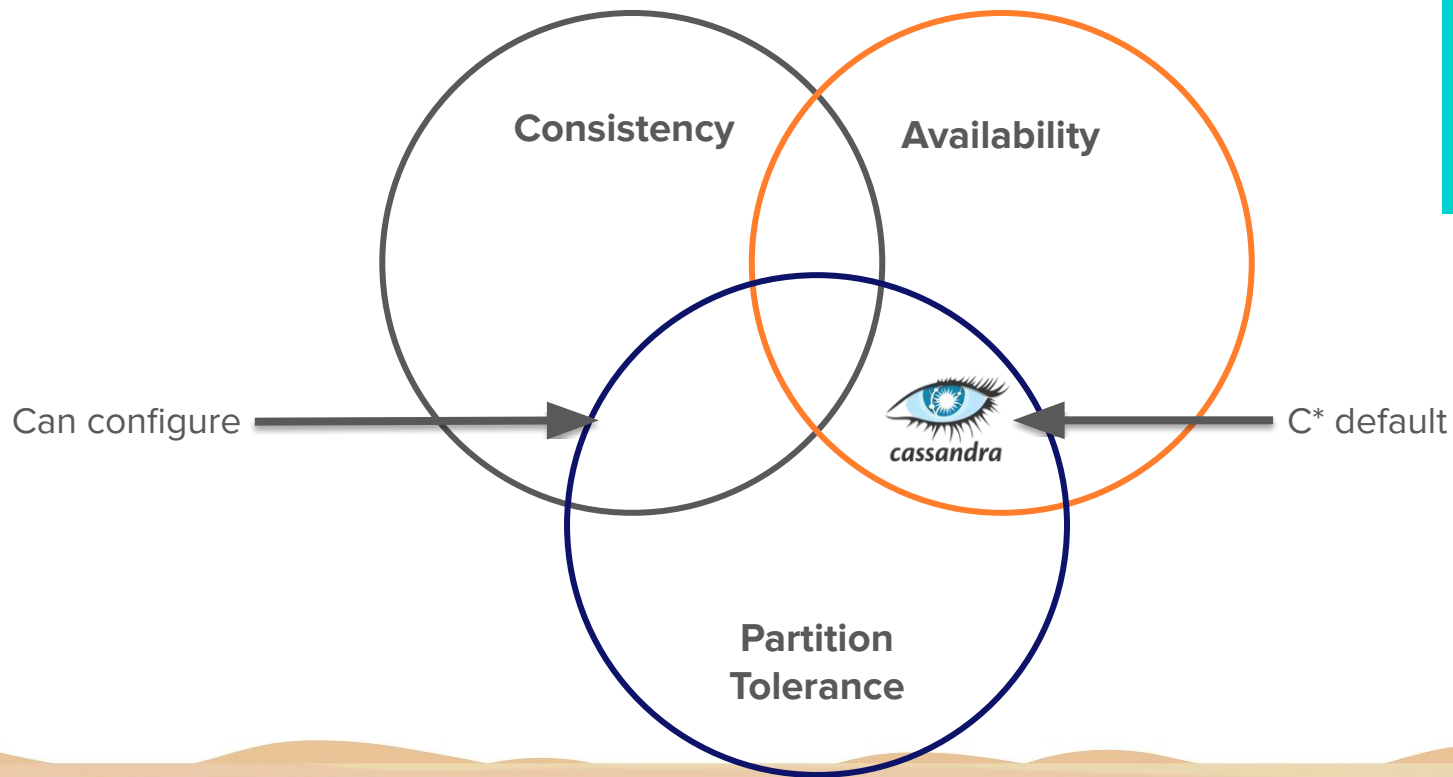 Consistency
Availability
Can configure
cassandra
C* default
Partition
Tolerance